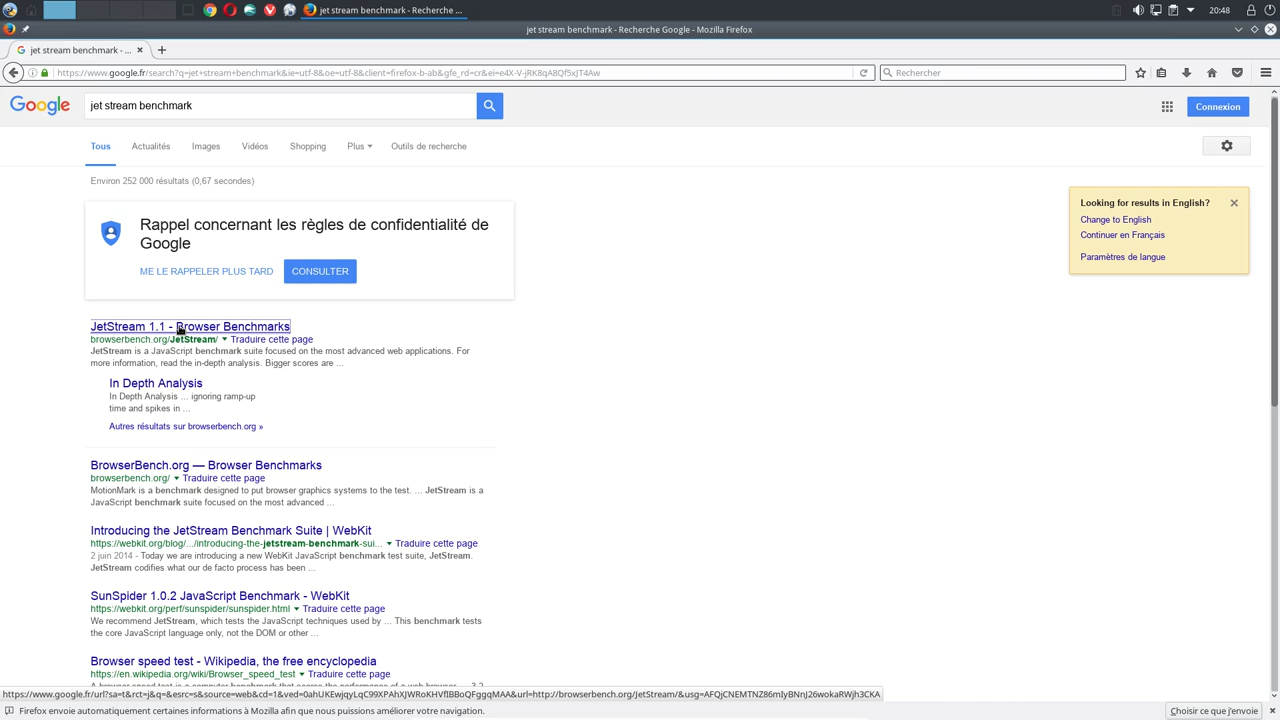 jet stream benchmark - Recherche ...
20:48
jet stream benchmark - Recherche Google - Mozilla Firefox
jet stream benchmark - ...
https://www.google.fr/search?q=jet+stream+benchmark&ie=utf-8&oe=utf-8&client=firefox-b-ab&gfe_rd=cr&ei=e4X-V-jRK8qA8Qf5xJT4Aw
Rechercher
Google
jet stream benchmark
Connexion
Tous
Actualités
Images
Vidéos
Shopping
Plus
Outils de recherche
Environ 252 000 résultats (0,67 secondes)
Rappel concernant les règles de confidentialité de
Google
ME LE RAPPELER PLUS TARD
CONSULTER
Looking for results in English?
Change to English
Continuer en Français
Paramètres de langue
JetStream 1.1 - Browser Benchmarks
browserbench.org/JetStream/ Traduire cette page
JetStream is a JavaScript benchmark suite focused on the most advanced web applications. For
more information, read the in-depth analysis. Bigger scores are ...
In Depth Analysis
In Depth Analysis ... ignoring ramp-up
time and spikes in ...
Autres résultats sur browserbench.org »
BrowserBench.org — Browser Benchmarks
browserbench.org/ Traduire cette page
MotionMark is a benchmark designed to put browser graphics systems to the test. ... JetStream is a
JavaScript benchmark suite focused on the most advanced ...
Introducing the JetStream Benchmark Suite | WebKit
https://webkit.org/blog/.../introducing-the-jetstream-benchmark-sui... Traduire cette page
2 juin 2014 - Today we are introducing a new WebKit JavaScript benchmark test suite, JetStream.
JetStream codifies what our de facto process has been ...
SunSpider 1.0.2 JavaScript Benchmark - WebKit
https://webkit.org/perf/sunspider/sunspider.html Traduire cette page
We recommend JetStream, which tests the JavaScript techniques used by ... This benchmark tests
the core JavaScript language only, not the DOM or other ...
Browser speed test - Wikipedia, the free encyclopedia
https://en.wikipedia.org/wiki/Browser_speed_test Traduire cette page
https://www.google.fr/url?sa=t&rct=j&q=&esrc=s&source=web&cd=1&ved=0ahUKEwjqyLqC99XPAhXJWRoKHVfIBBoQFggqMAA&url=http://browserbench.org/JetStream/&usg=AFQjCNEMTNZ86mIyBNnJ26wokaRWjh3CKA
Firefox envoie automatiquement certaines informations à Mozilla afin que nous puissions améliorer votre navigation.
Choisir ce que j'envoie